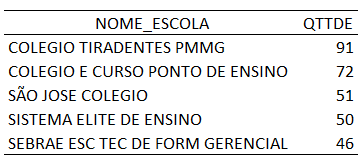 NOME_ESCOLA QTTDE
COLEGIO TIRADENTES PMMG 91
COLEGIO E CURSO PONTO DE ENSINO 72
SÃO JOSE COLEGIO 51
SISTEMA ELITE DE ENSINO 50
SEBRAE ESC TEC DE FORM GERENCIAL 46